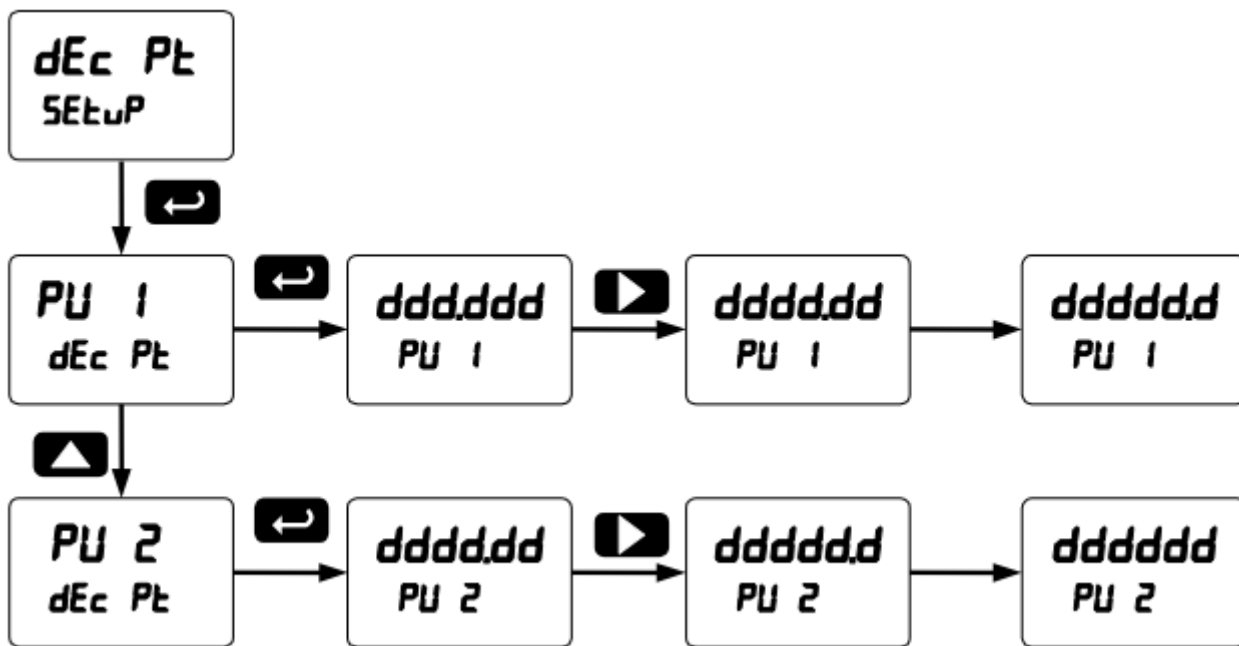 dEc Pt
SEtuP
PU 1
dEc Pt
ddd.ddd
PU 1
dddd.dd
PU 1
ddddd.d
PU 1
PU 2
dEc Pt
dddd.dd
PU 2
ddddd.d
PU 2
dddddd
PU 2